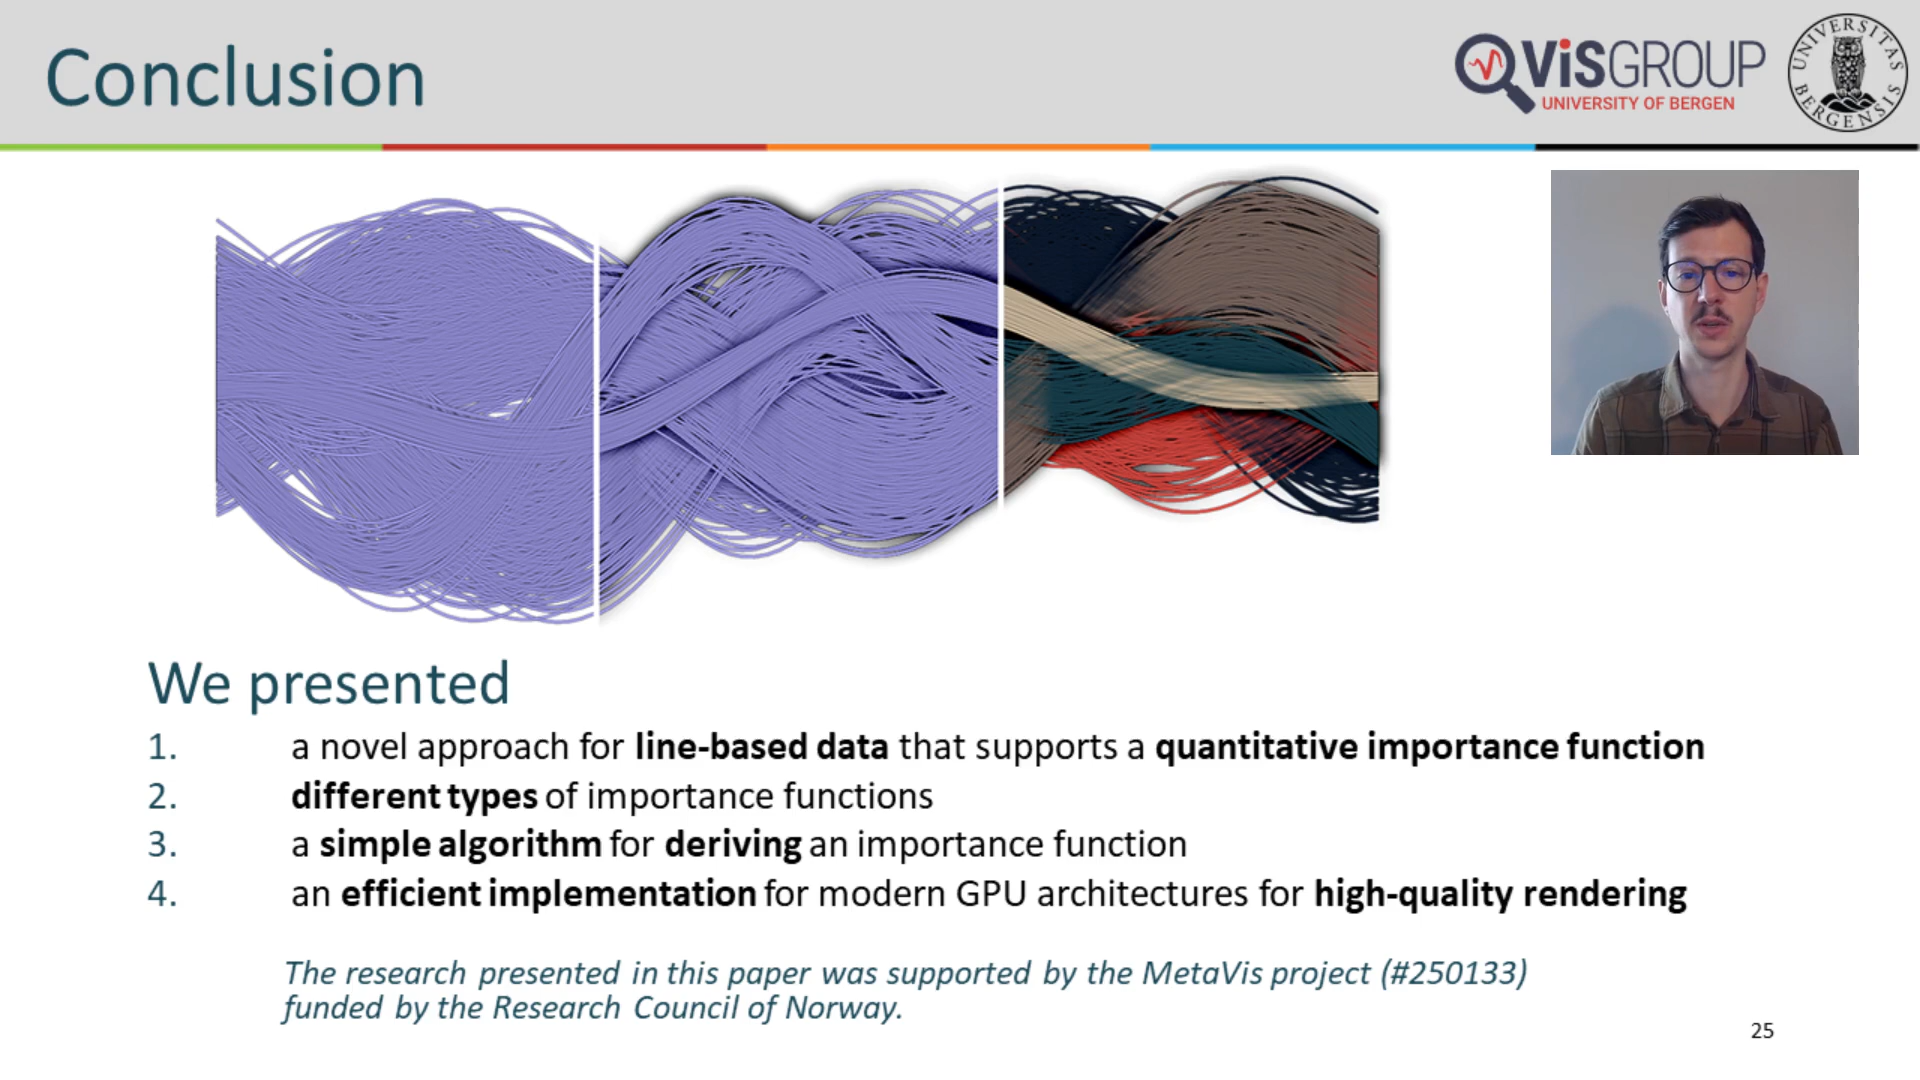 Conclusion
VISGROUP
UNIVERSITY OF BERGEN
UNIVERSITAS BERGENSIS
We presented
1. a novel approach for line-based data that supports a quantitative importance function
2. different types of importance functions
3. a simple algorithm for deriving an importance function
4. an efficient implementation for modern GPU architectures for high-quality rendering
The research presented in this paper was supported by the MetaVis project (#250133)
funded by the Research Council of Norway.
25